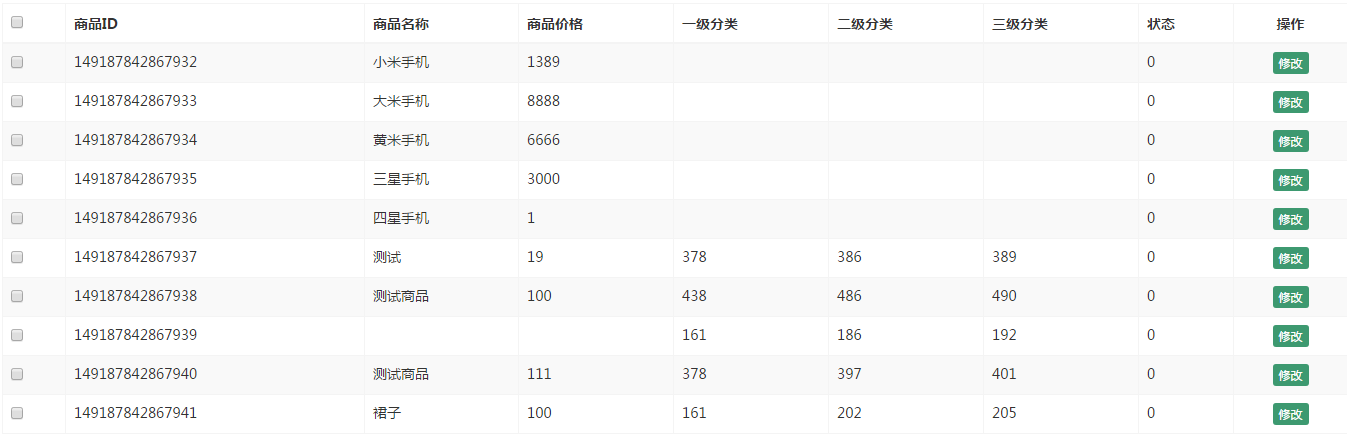 商品ID 商品名称 商品价格 一级分类 二级分类 三级分类 状态 操作
149187842867932 小米手机 1389 0 修改
149187842867933 大米手机 8888 0 修改
149187842867934 黄米手机 6666 0 修改
149187842867935 三星手机 3000 0 修改
149187842867936 四星手机 1 0 修改
149187842867937 测试 19 378 386 389 0 修改
149187842867938 测试商品 100 438 486 490 0 修改
149187842867939 161 186 192 0 修改
149187842867940 测试商品 111 378 397 401 0 修改
149187842867941 裙子 100 161 202 205 0 修改